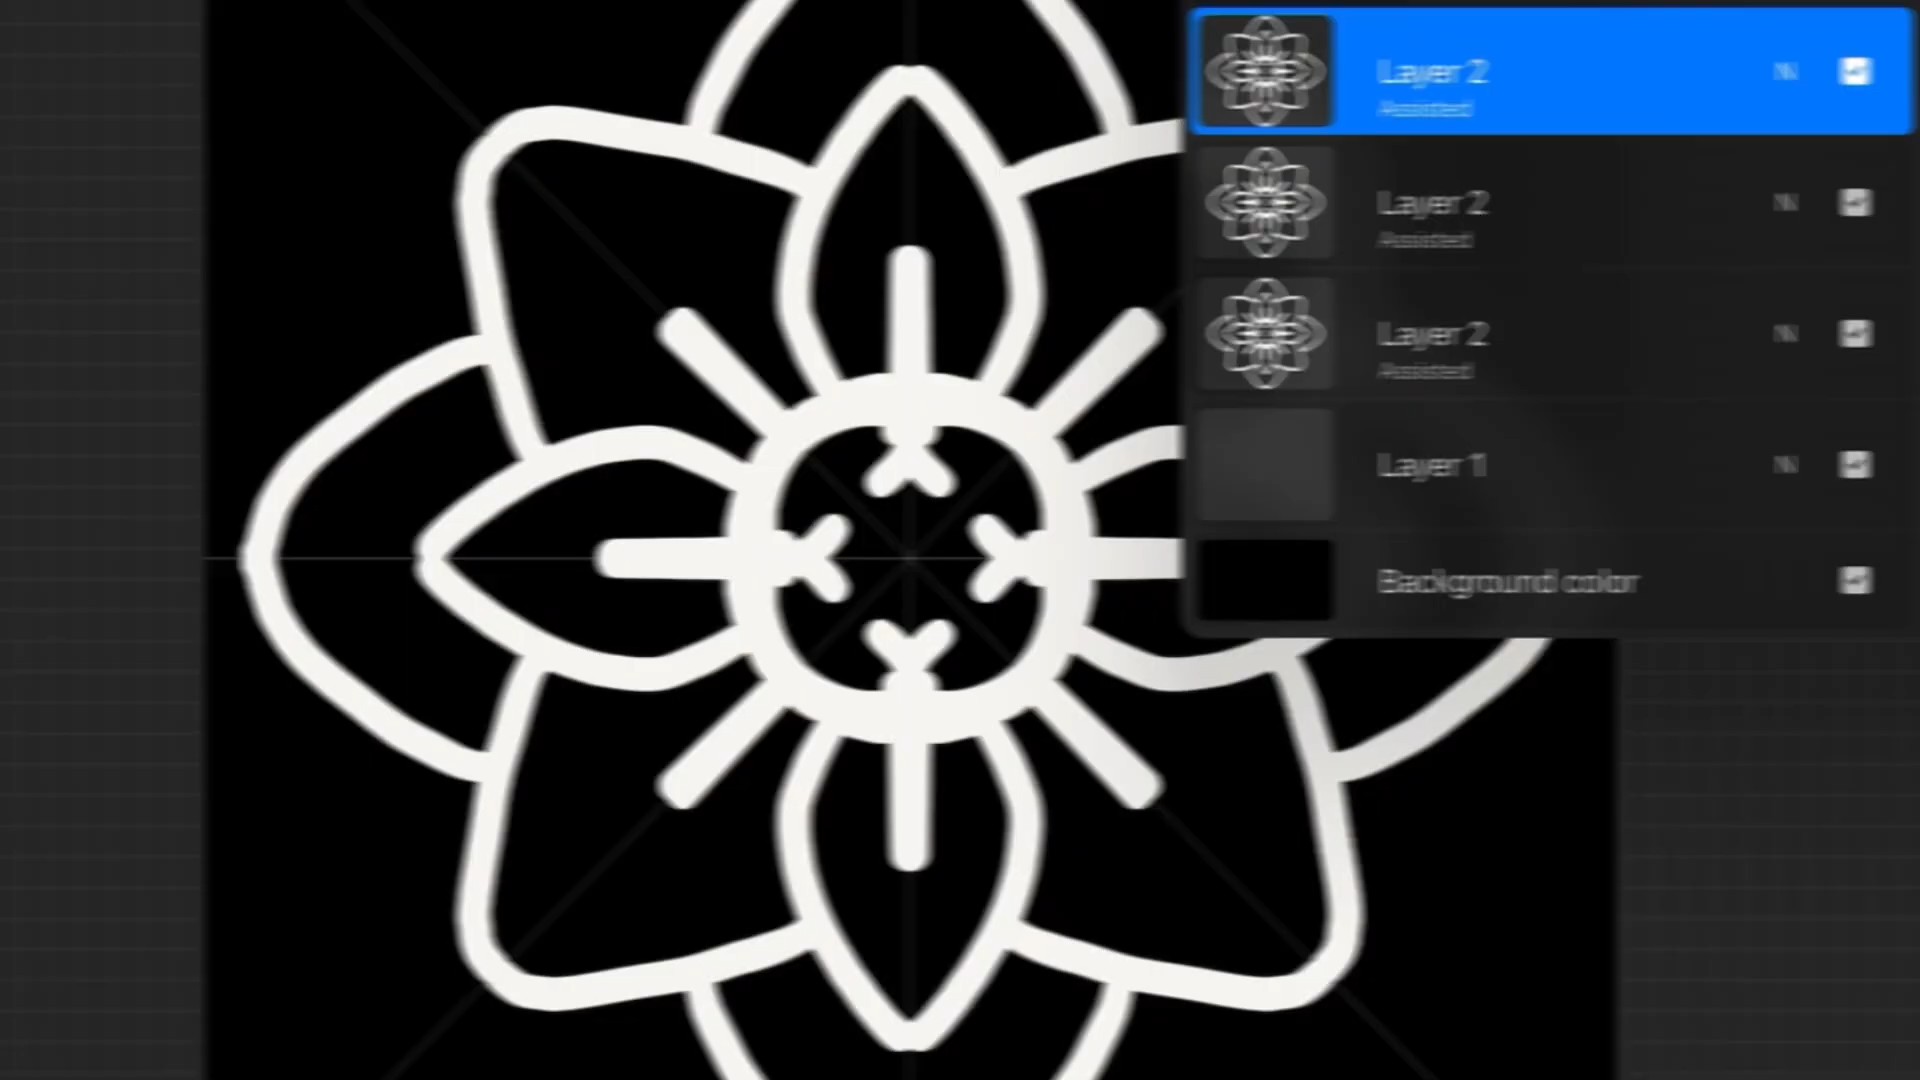 Layer 2
N
Assisted
Layer 2
N
Assisted
Layer 2
N
Assisted
Layer 1
N
Background color